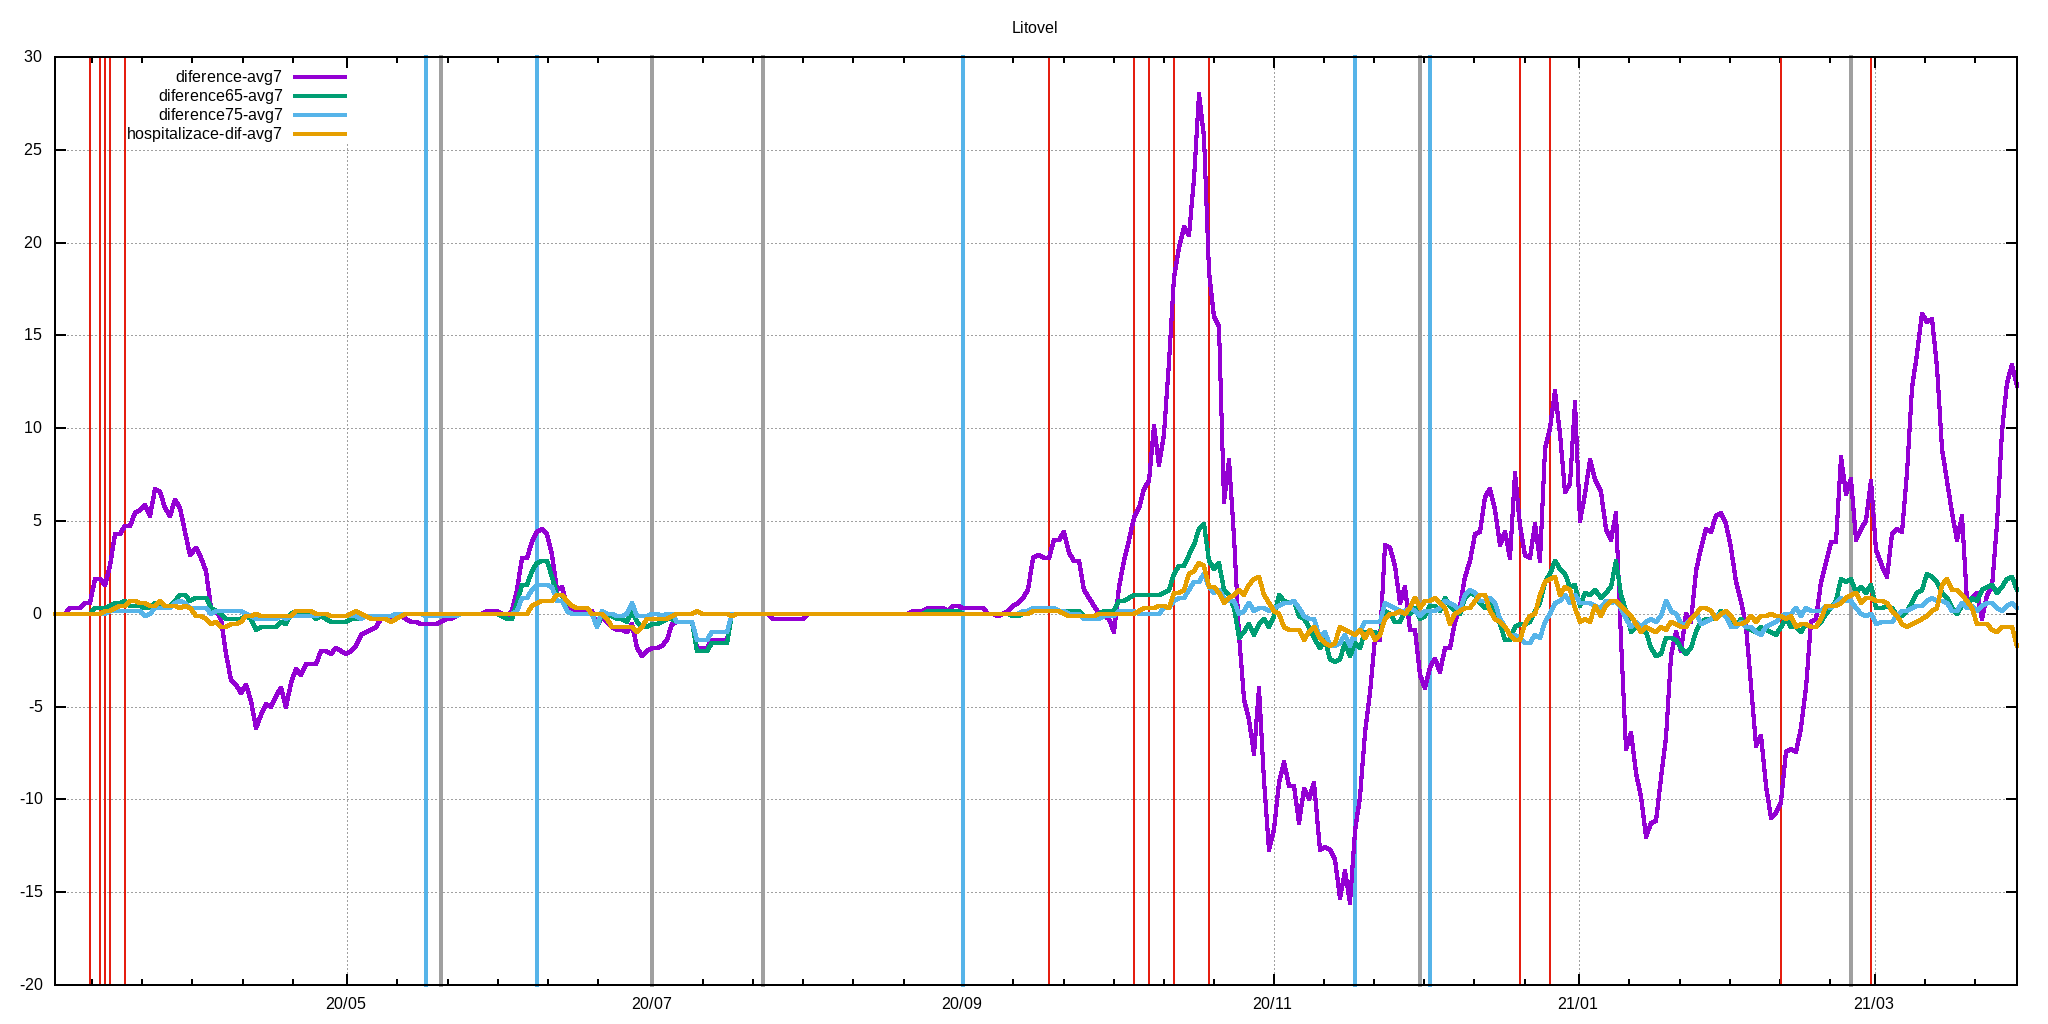 Litovel
diference-avg7
diference65-avg7
diference75-avg7
hospitalizace-dif-avg7
30
25
20
15
10
5
0
-5
-10
-15
-20
20/05 20/07 20/09 20/11 21/01 21/03